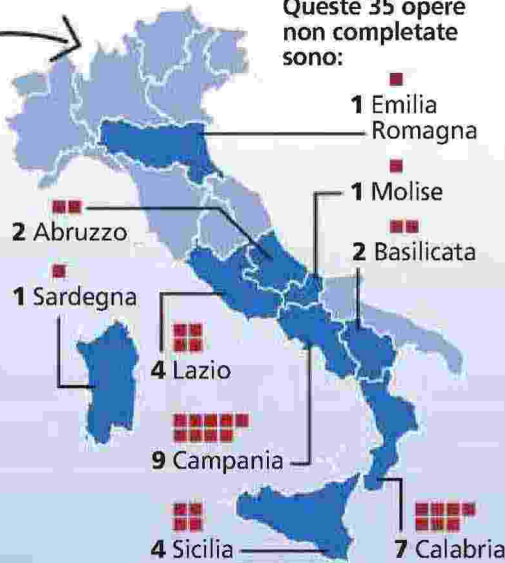 Queste 35 opere
non completate
sono:
1 Emilia
Romagna
1 Molise
2 Abruzzo
2 Basilicata
1 Sardegna
4 Lazio
9 Campania
4 Sicilia
7 Calabria